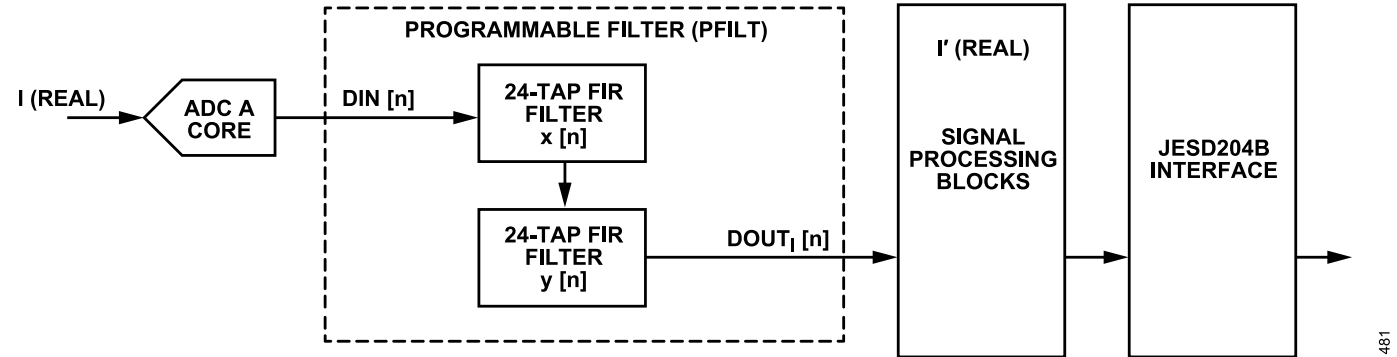 PROGRAMMABLE FILTER (PFILT)
I (REAL)
ADC A
CORE
DIN [n]
24-TAP FIR
FILTER
x [n]
24-TAP FIR
FILTER
y [n]
DOUTI [n]
I′ (REAL)
SIGNAL
PROCESSING
BLOCKS
JESD204B
INTERFACE
481